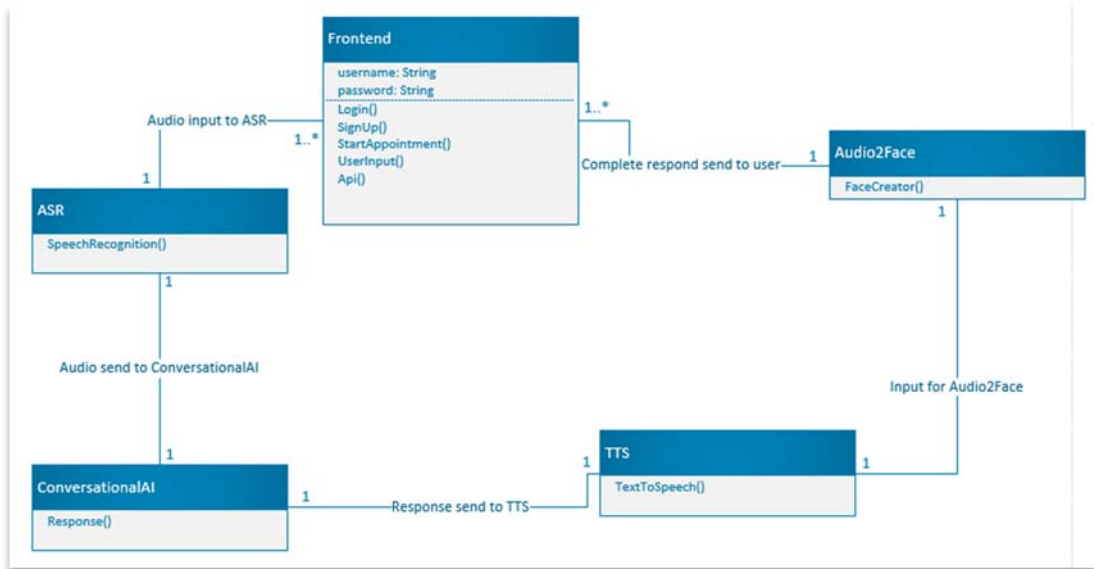 Frontend
username: String
password: String
Login()
SignUp()
StartAppointment()
UserInput()
Api()
1..*
Audio input to ASR
1..*
1
Complete respond send to user
1
Audio2Face
FaceCreator()
1
ASR
SpeechRecognition()
1
Audio send to ConversationalAI
1
Input for Audio2Face
ConversationalAI
Response()
1
Response send to TTS
1
TTS
TextToSpeech()
1